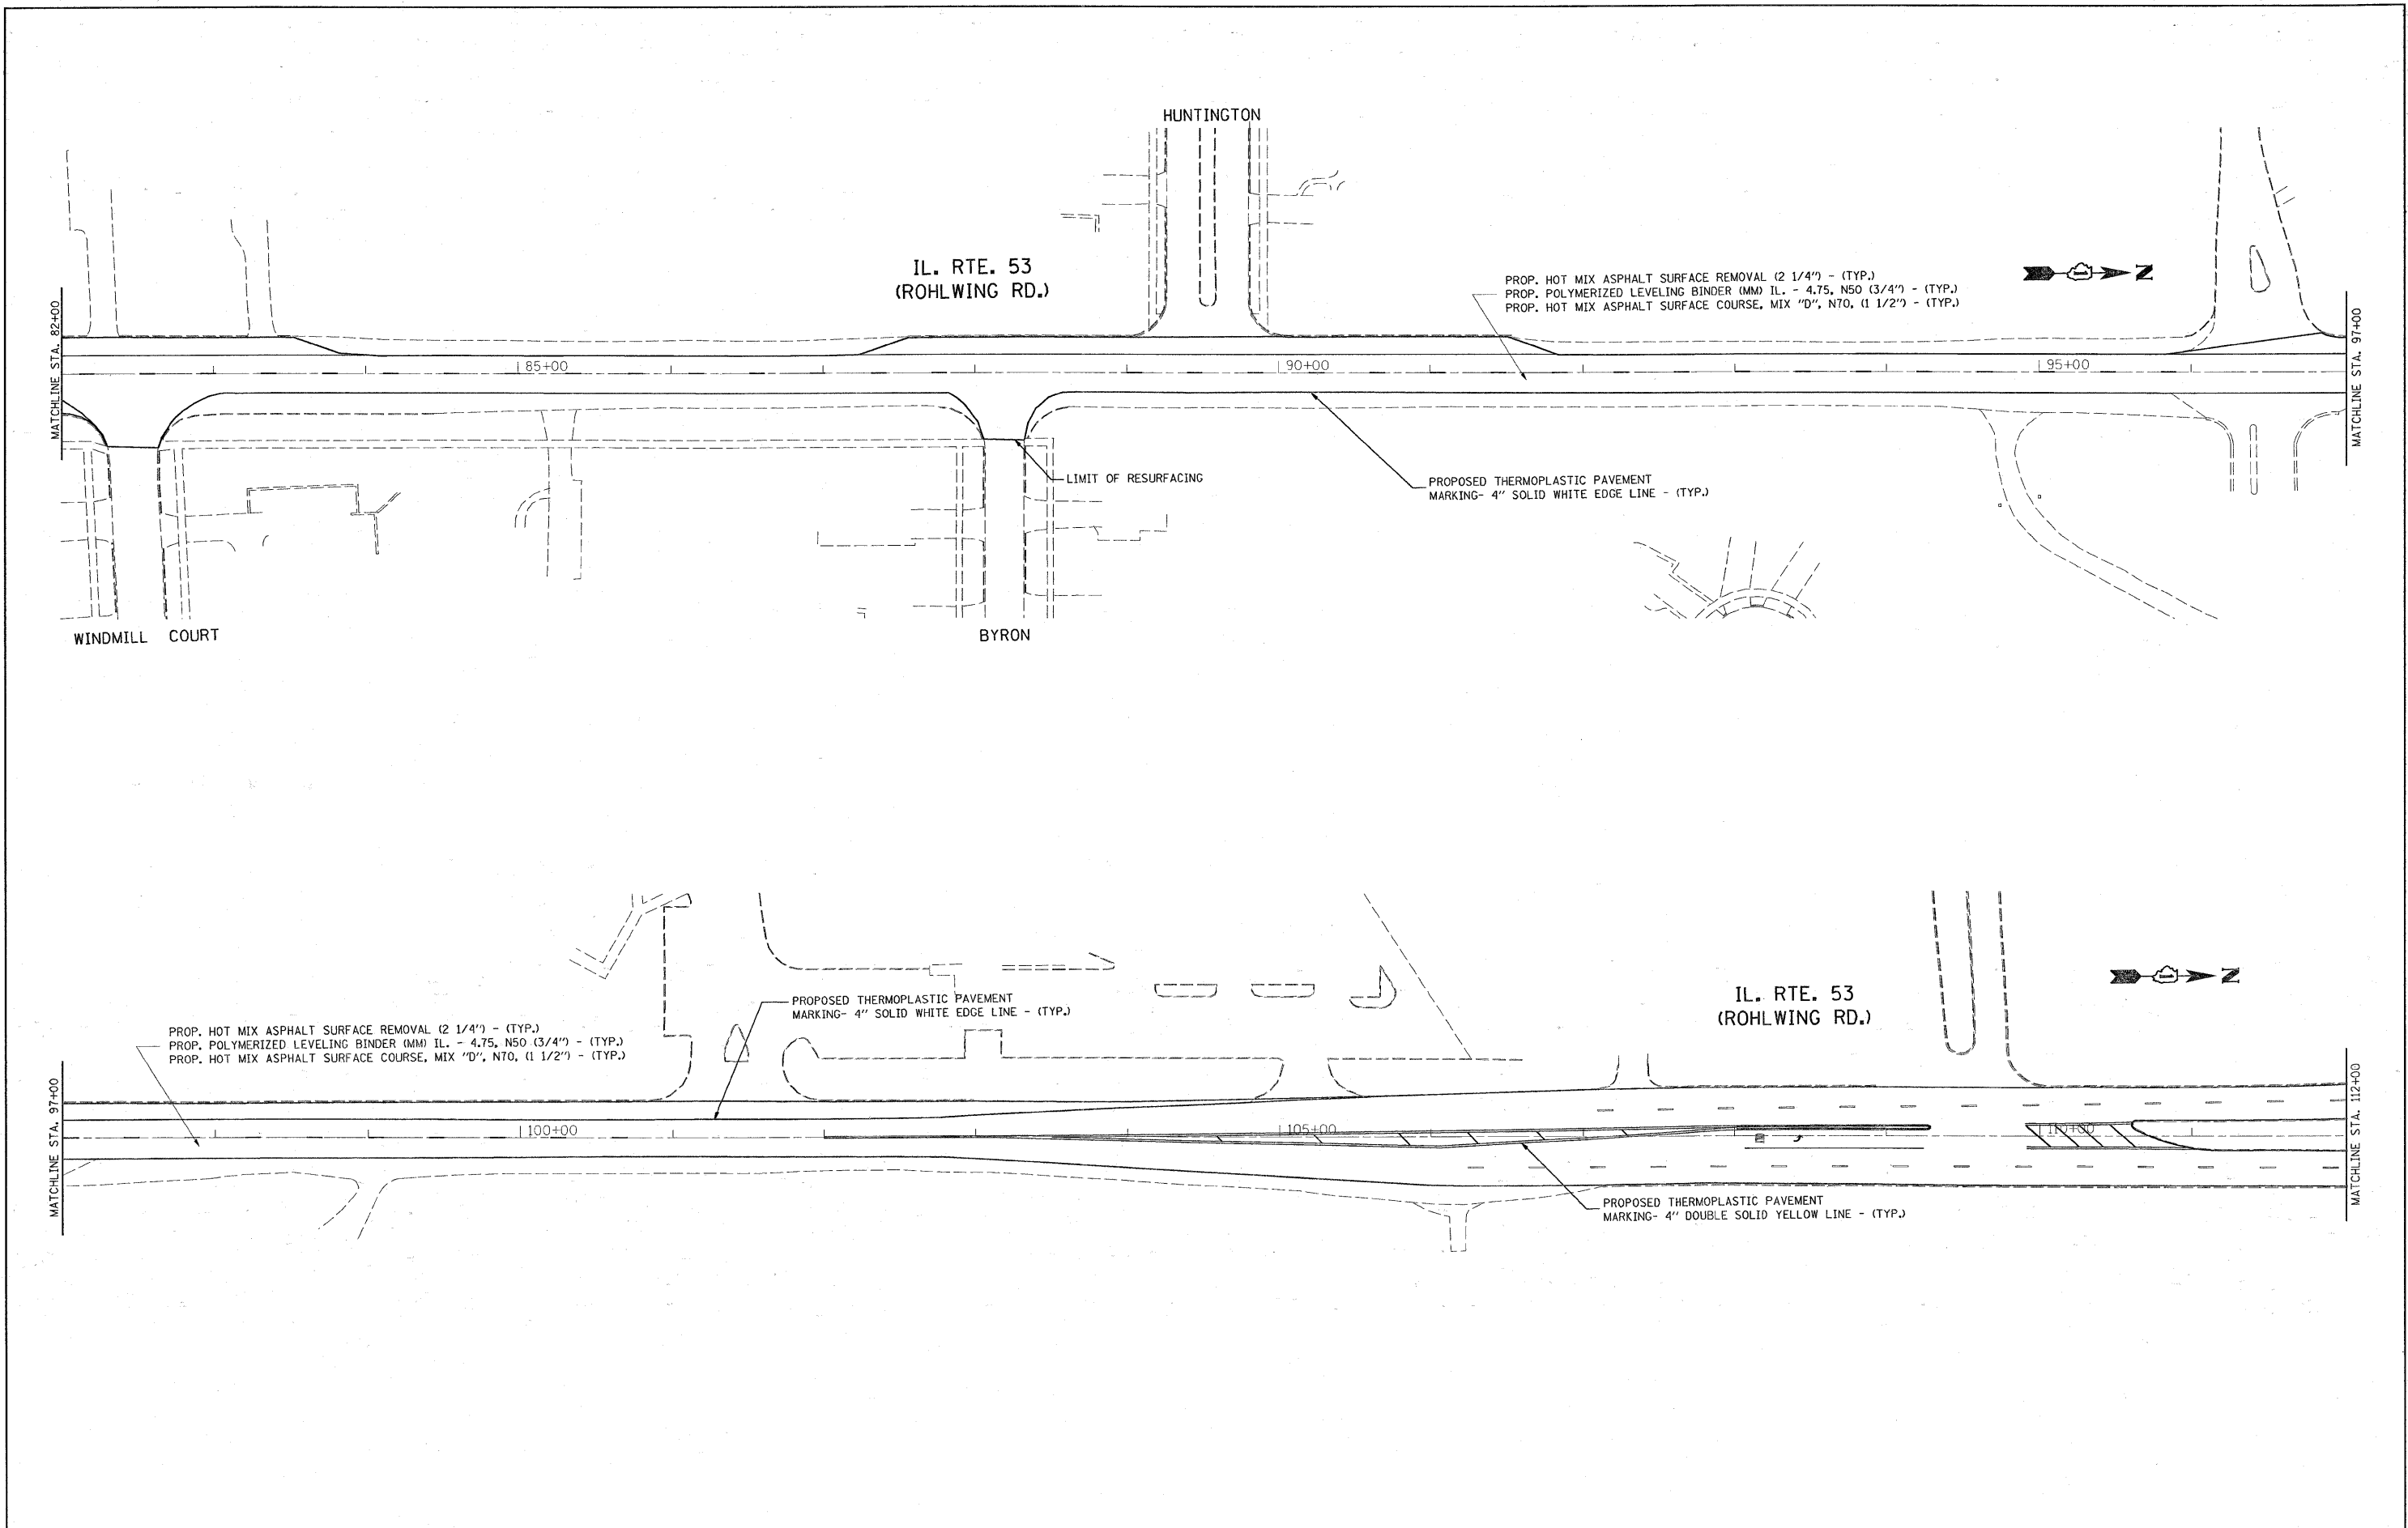 HUNTINGTON
IL. RTE. 53
(ROHLWING RD.)
PROP. HOT MIX ASPHALT SURFACE REMOVAL (2 1/4") - (TYP.)
PROP. POLYMERIZED LEVELING BINDER (MM) IL. - 4.75, N50 (3/4") - (TYP.)
PROP. HOT MIX ASPHALT SURFACE COURSE, MIX "D", N70, (1 1/2") - (TYP.)
N
MATCHLINE STA. 82+00
85+00
90+00
95+00
MATCHLINE STA. 97+00
LIMIT OF RESURFACING
PROPOSED THERMOPLASTIC PAVEMENT
MARKING- 4" SOLID WHITE EDGE LINE - (TYP.)
WINDMILL COURT
BYRON
IL. RTE. 53
(ROHLWING RD.)
N
PROPOSED THERMOPLASTIC PAVEMENT
MARKING- 4" SOLID WHITE EDGE LINE - (TYP.)
PROP. HOT MIX ASPHALT SURFACE REMOVAL (2 1/4") - (TYP.)
PROP. POLYMERIZED LEVELING BINDER (MM) IL. - 4.75, N50 (3/4") - (TYP.)
PROP. HOT MIX ASPHALT SURFACE COURSE, MIX "D", N70, (1 1/2") - (TYP.)
MATCHLINE STA. 97+00
100+00
105+00
110+00
MATCHLINE STA. 112+00
PROPOSED THERMOPLASTIC PAVEMENT
MARKING- 4" DOUBLE SOLID YELLOW LINE - (TYP.)